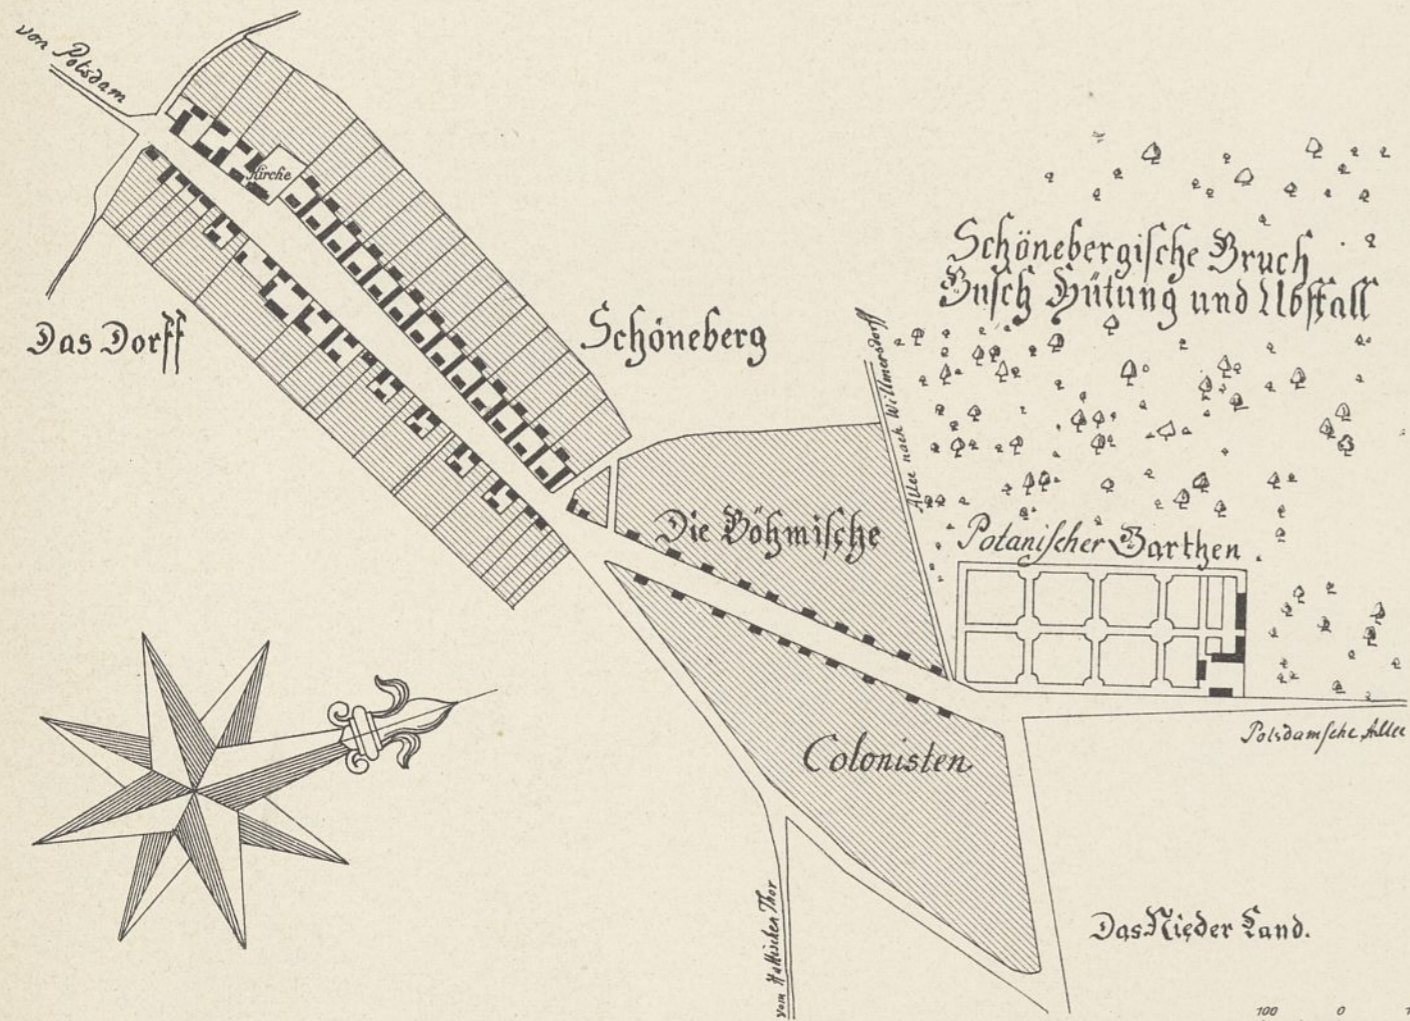 von Potsdam
Kirche
Das Dorff
Schöneberg
Schönebergische Bruch
Busch Hütung und Abfall
Allee nach Willmersdorff
Die Böhmische
Potanischer Garthen
Potsdamsche Allee
Colonisten
vom Hallischen Thor
Das Nieder Land.
100 0